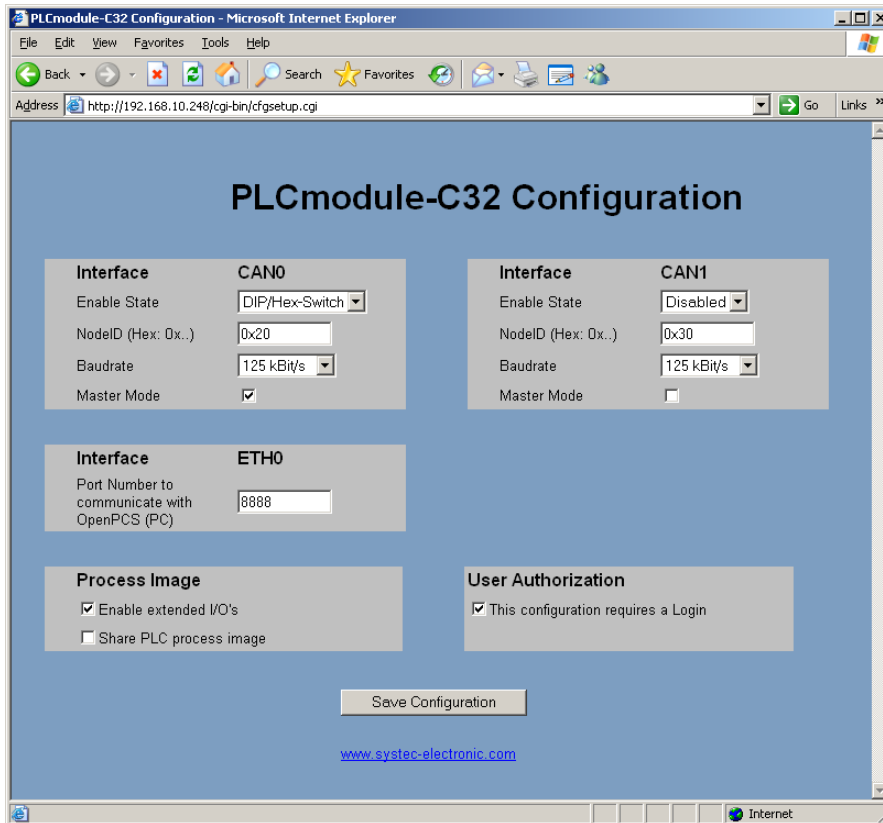 PLCmodule-C32 Configuration - Microsoft Internet Explorer
File Edit View Favorites Tools Help
Back Search Favorites
Address http://192.168.10.248/cgi-bin/cfgsetup.cgi Go Links »
PLCmodule-C32 Configuration
Interface CAN0
Enable State DIP/Hex-Switch
NodeID (Hex: 0x..) 0x20
Baudrate 125 kBit/s
Master Mode
Interface CAN1
Enable State Disabled
NodeID (Hex: 0x..) 0x30
Baudrate 125 kBit/s
Master Mode
Interface ETH0
Port Number to
communicate with
OpenPCS (PC)
8888
Process Image
Enable extended I/O's
Share PLC process image
User Authorization
This configuration requires a Login
Save Configuration
www.systec-electronic.com
Internet